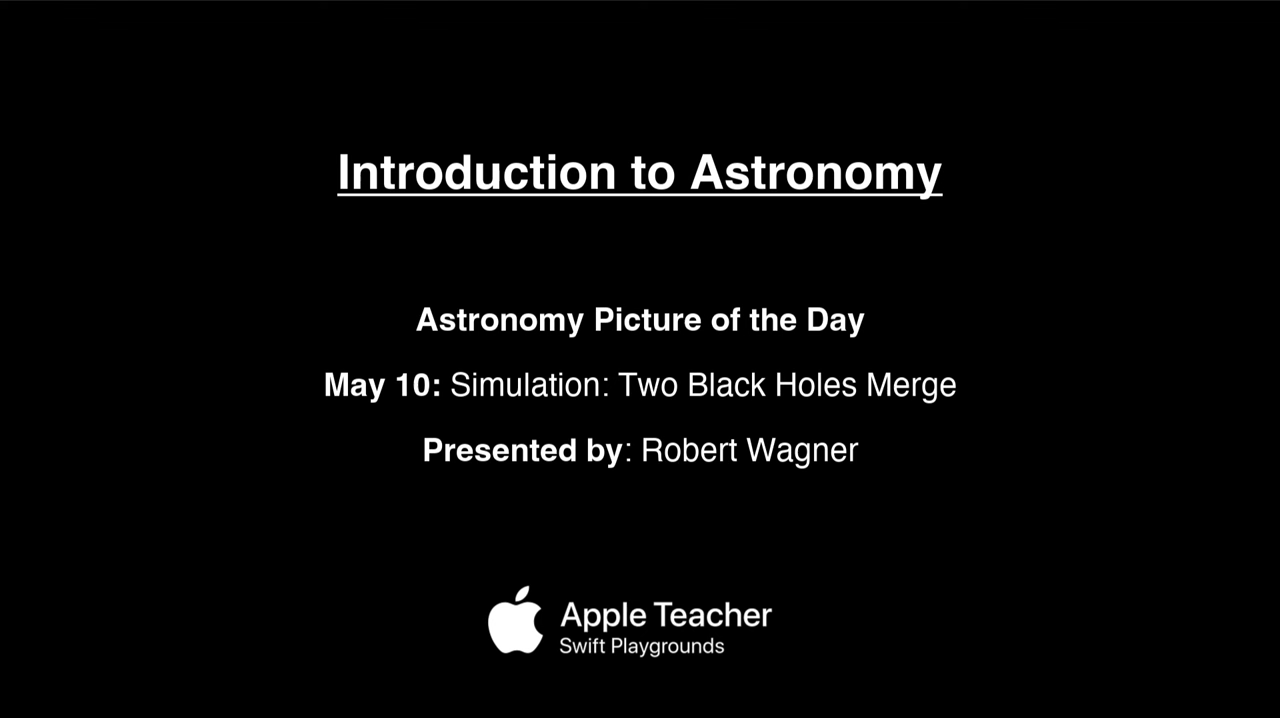 Introduction to Astronomy
Astronomy Picture of the Day
May 10: Simulation: Two Black Holes Merge
Presented by: Robert Wagner
Apple Teacher
Swift Playgrounds